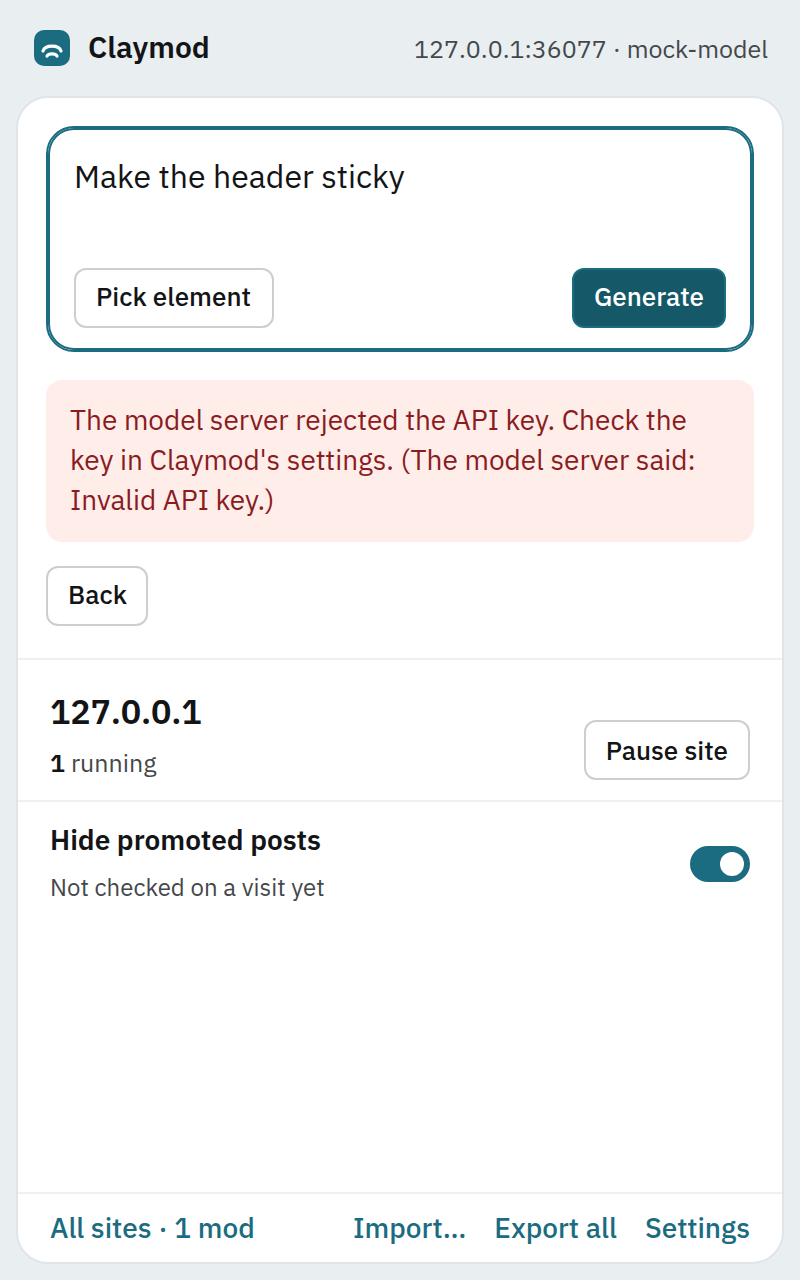 Claymod
127.0.0.1:36077 · mock-model
Make the header sticky
Pick element
Generate
The model server rejected the API key. Check the
key in Claymod's settings. (The model server said:
Invalid API key.)
Back
127.0.0.1
1 running
Pause site
Hide promoted posts
Not checked on a visit yet
All sites · 1 mod
Import...
Export all
Settings